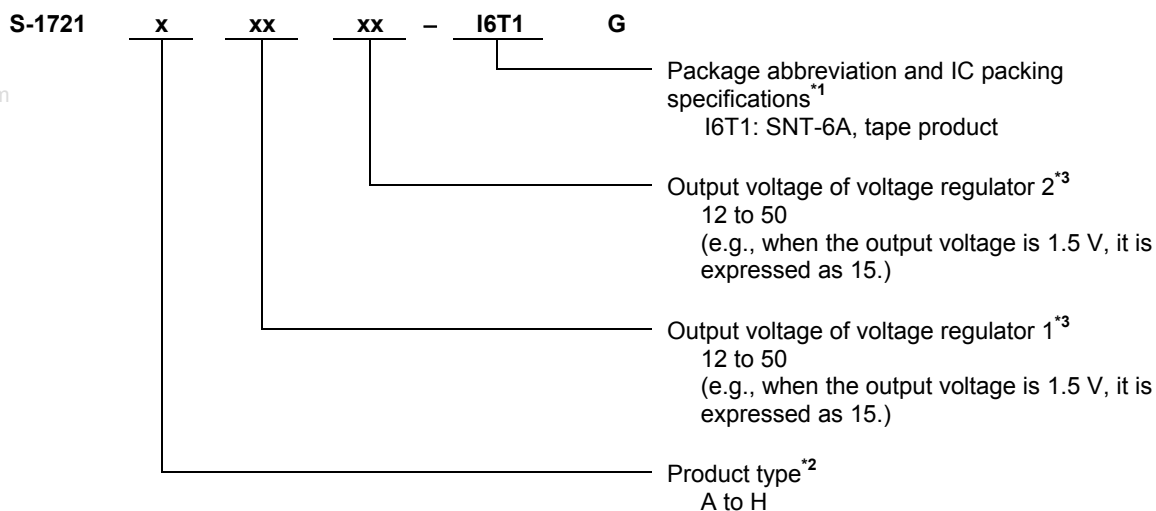 S-1721 x xx xx – I6T1 G
Package abbreviation and IC packing
specifications*1
I6T1: SNT-6A, tape product
Output voltage of voltage regulator 2*3
12 to 50
(e.g., when the output voltage is 1.5 V, it is
expressed as 15.)
Output voltage of voltage regulator 1*3
12 to 50
(e.g., when the output voltage is 1.5 V, it is
expressed as 15.)
Product type*2
A to H